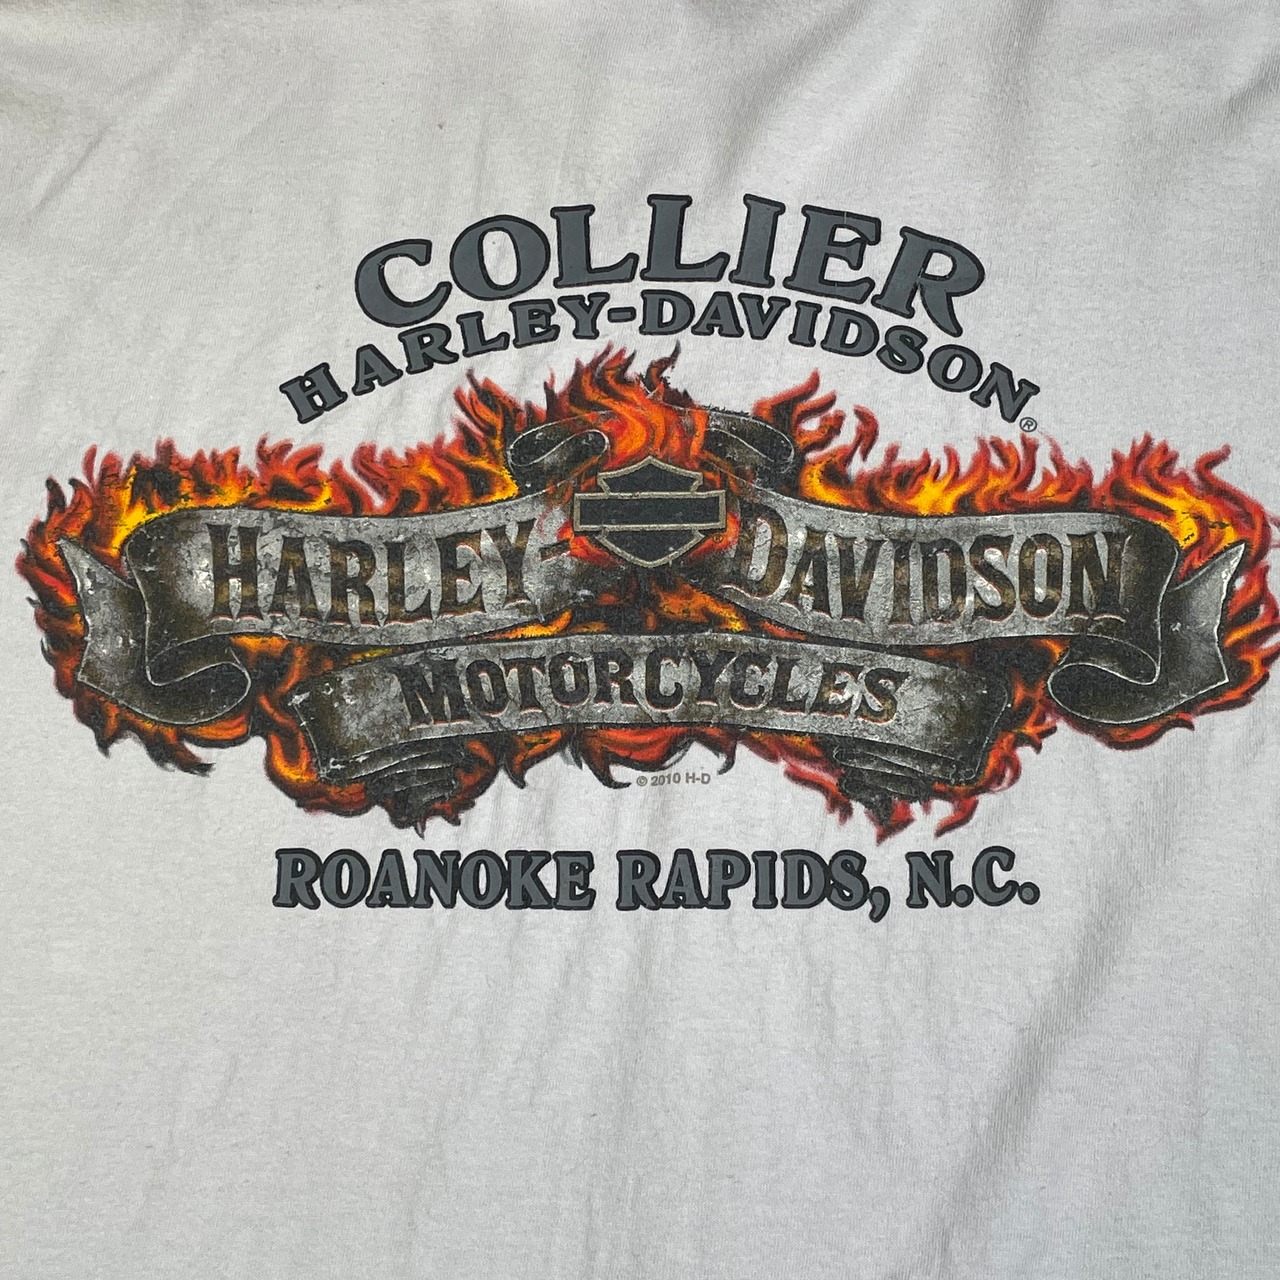 COLLIER
HARLEY-DAVIDSON®
HARLEY-DAVIDSON
MOTORCYCLES
© 2010 H-D
ROANOKE RAPIDS, N.C.